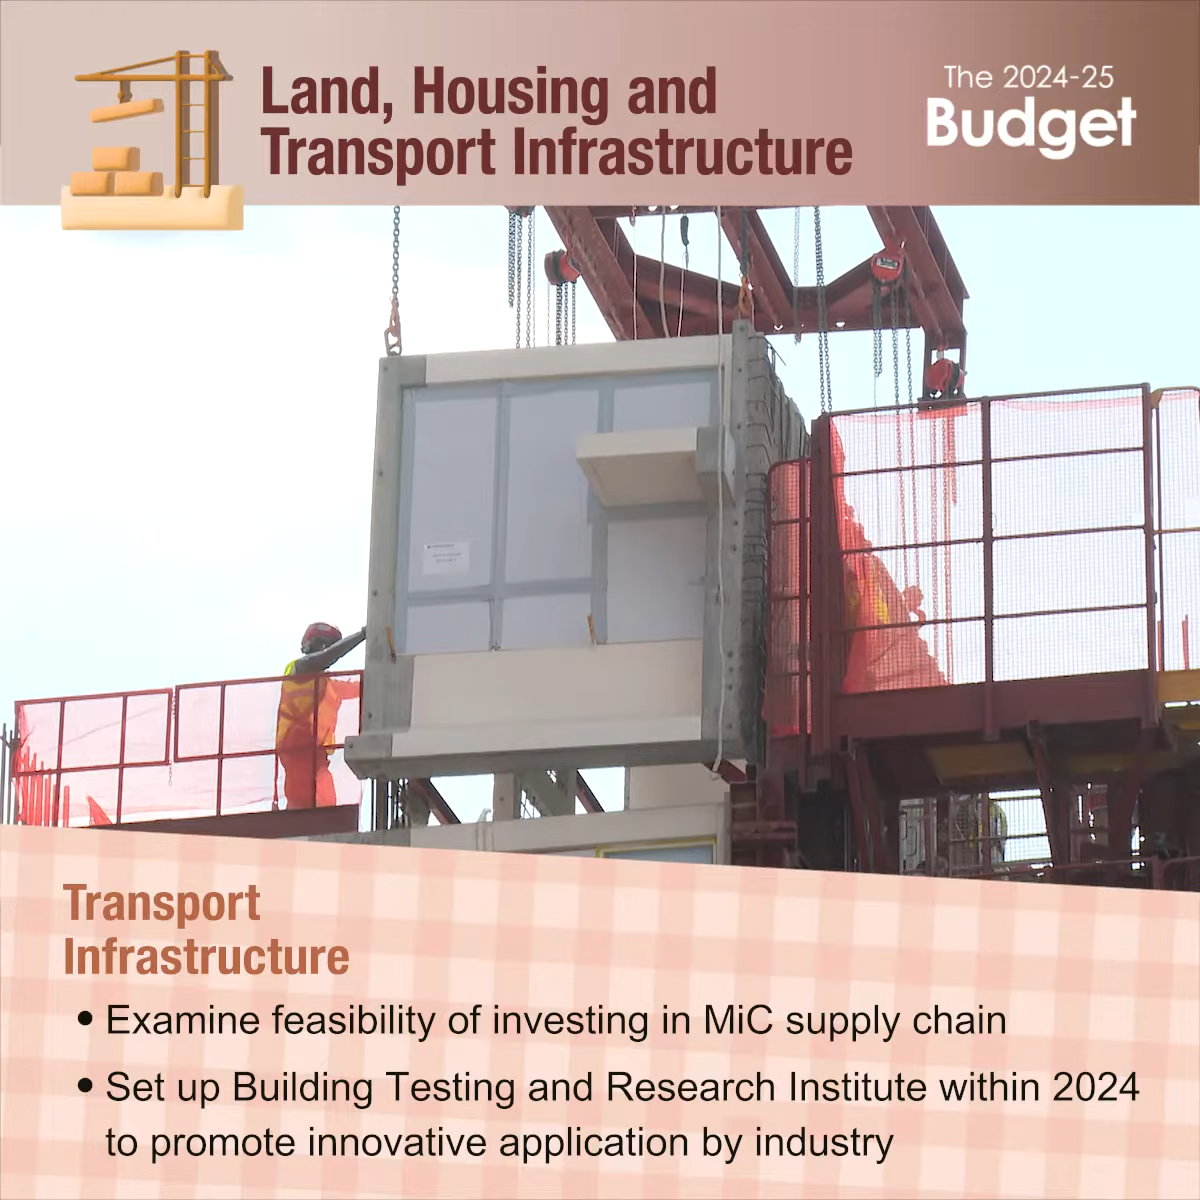 Land, Housing and
Transport Infrastructure
The 2024-25
Budget
Transport
Infrastructure
• Examine feasibility of investing in MiC supply chain
• Set up Building Testing and Research Institute within 2024
to promote innovative application by industry